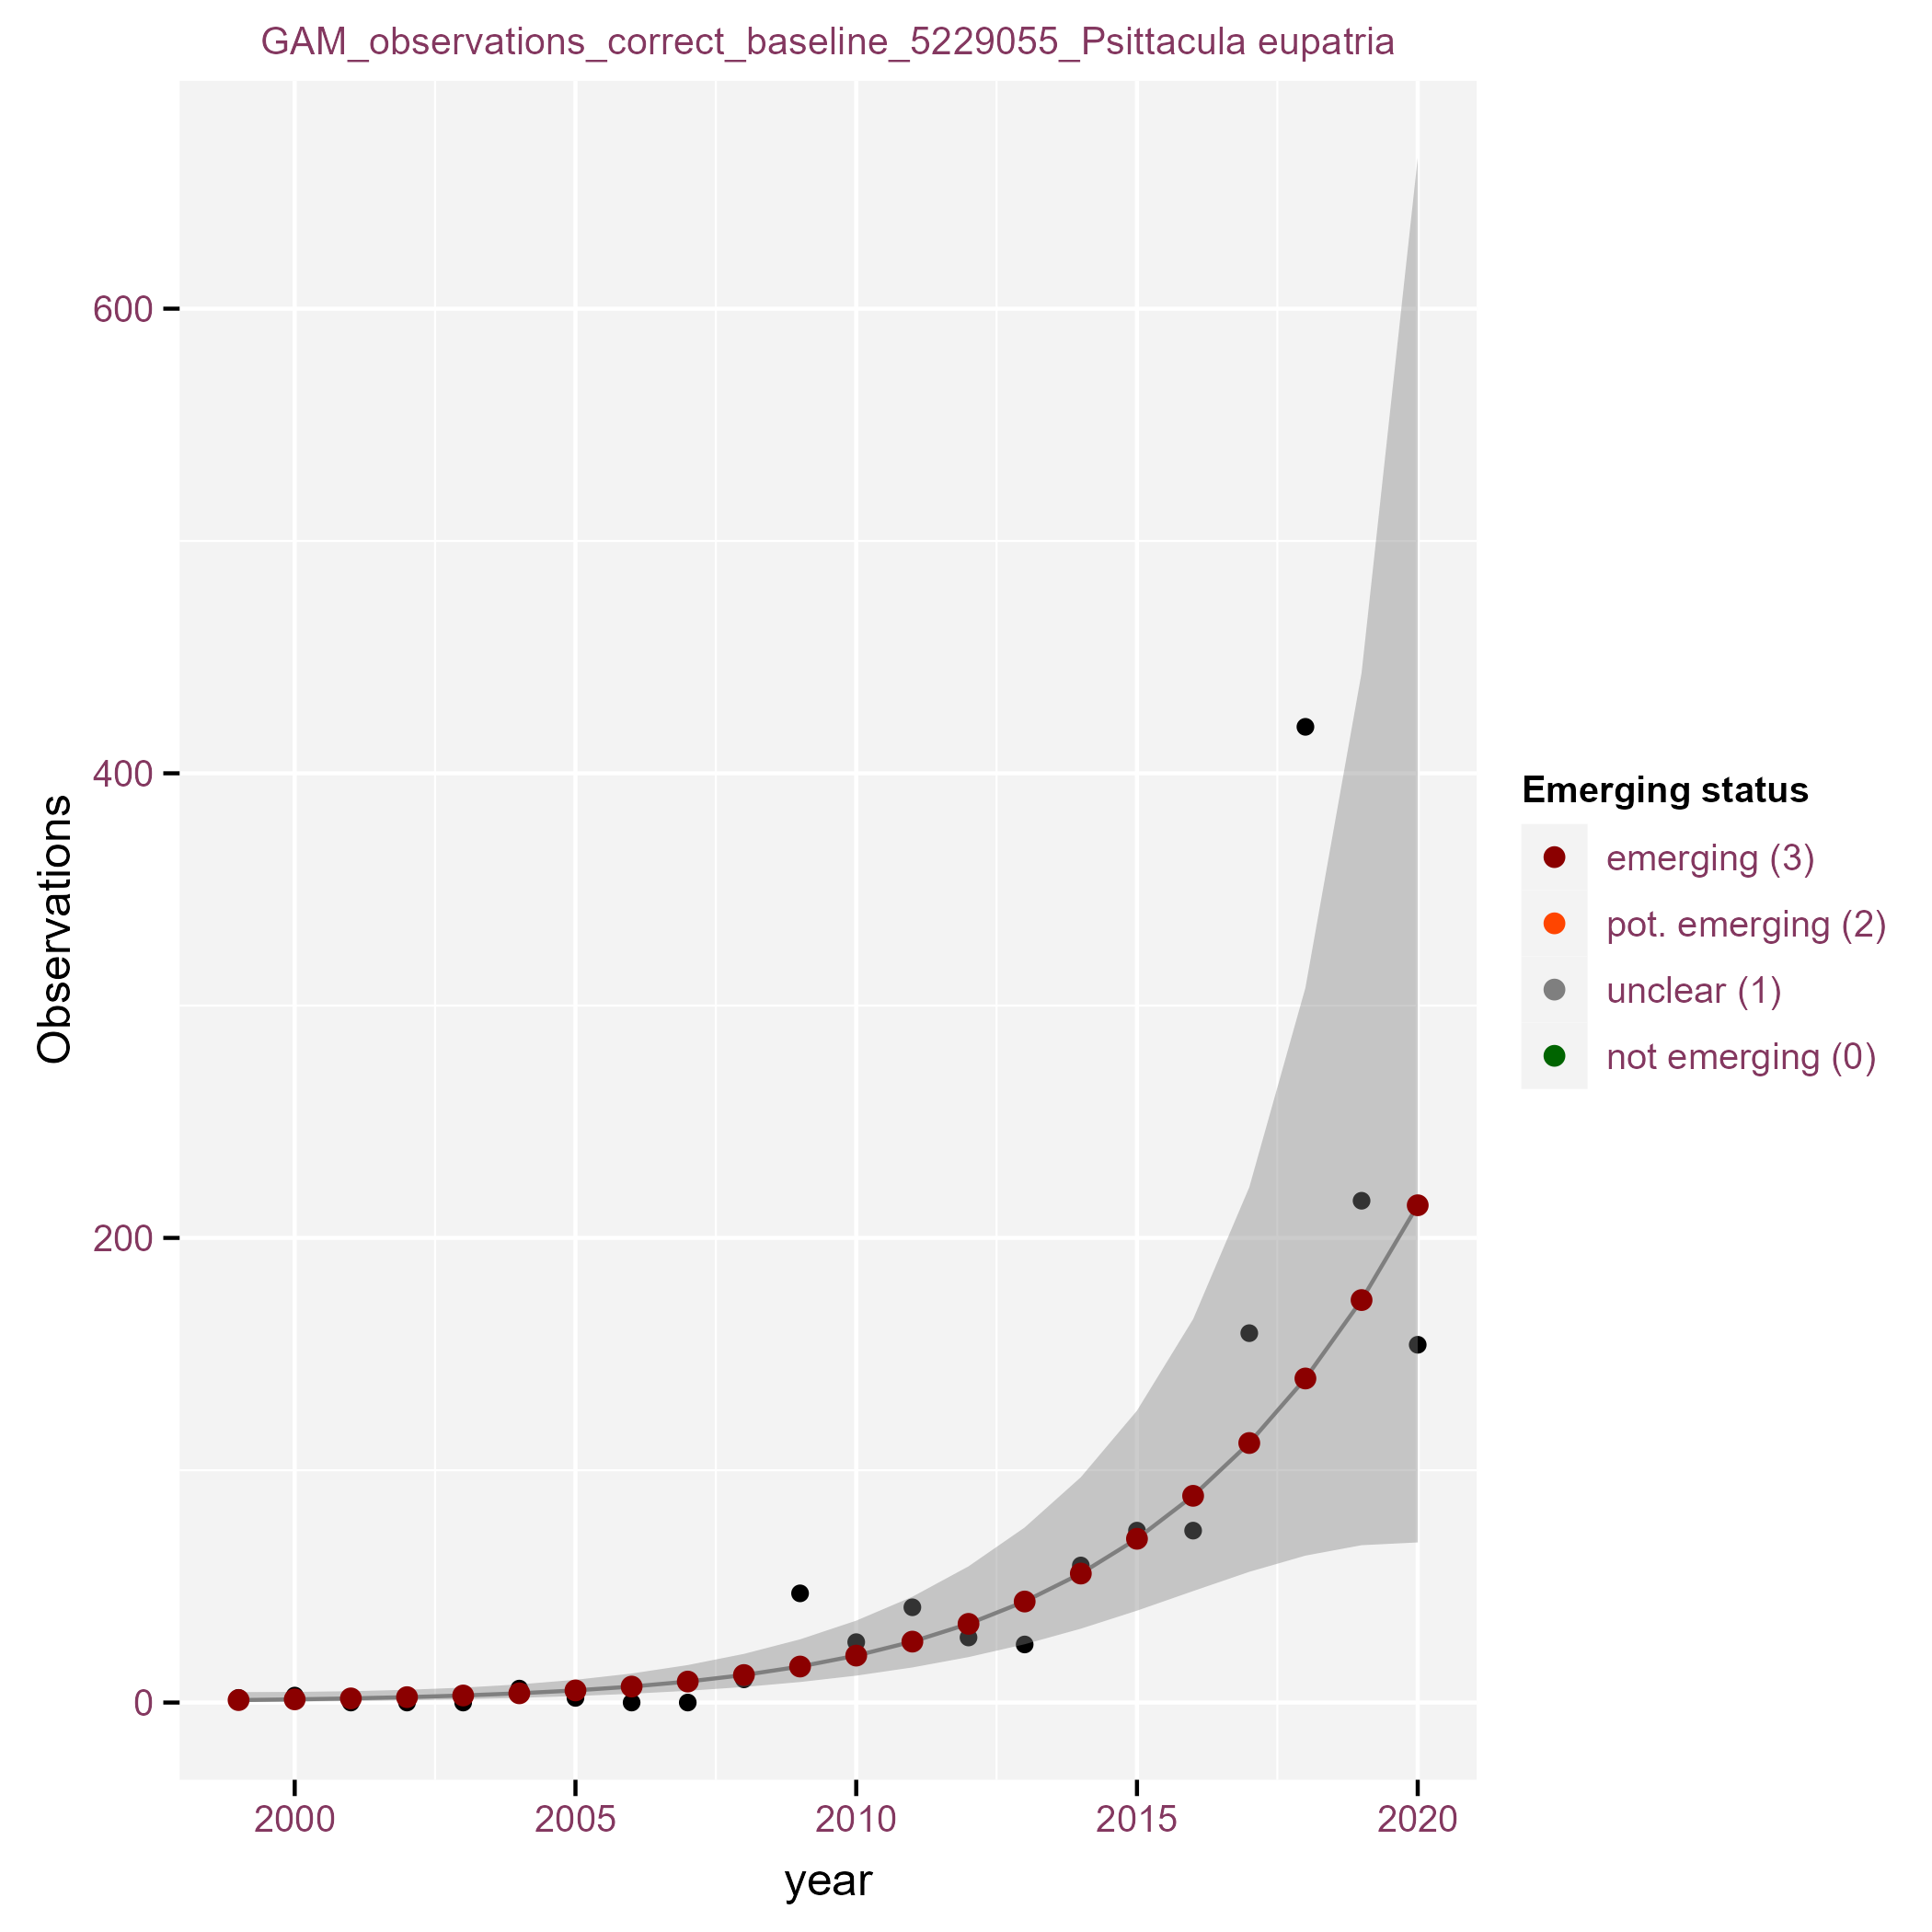 GAM_observations_correct_baseline_5229055_Psittacula eupatria
600
400
200
0
Observations
2000
2005
2010
2015
2020
year
Emerging status
emerging (3)
pot. emerging (2)
unclear (1)
not emerging (0)